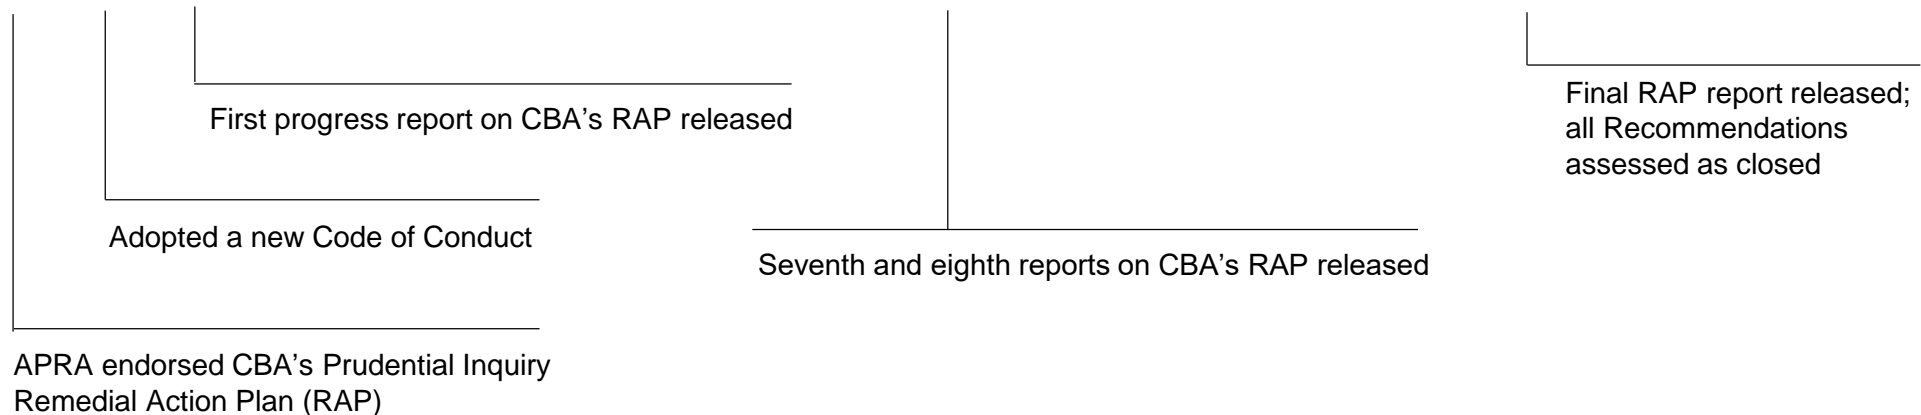 First progress report on CBA’s RAP released
Adopted a new Code of Conduct
APRA endorsed CBA’s Prudential Inquiry
Remedial Action Plan (RAP)
Seventh and eighth reports on CBA’s RAP released
Final RAP report released;
all Recommendations
assessed as closed